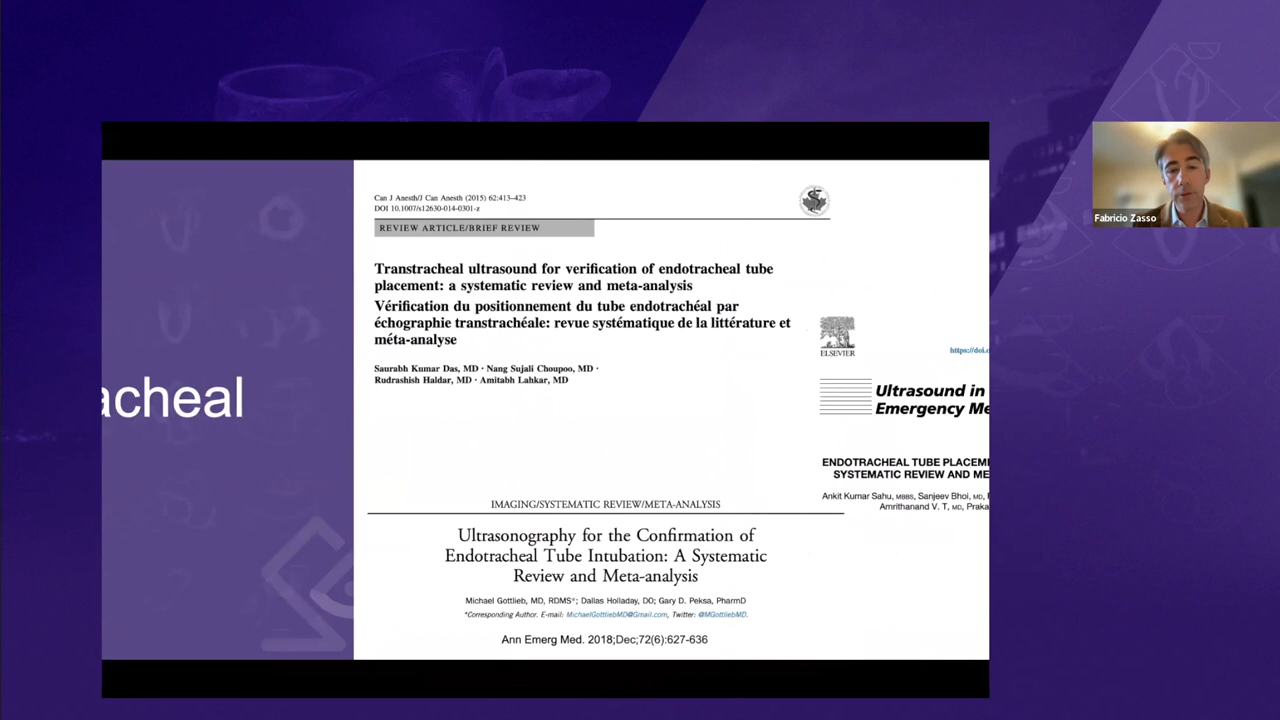 acheal
Can J Anesth/J Can Anesth (2015) 62:413–423
DOI 10.1007/s12630-014-0301-z
REVIEW ARTICLE/BRIEF REVIEW
Transtracheal ultrasound for verification of endotracheal tube
placement: a systematic review and meta-analysis
Vérification du positionnement du tube endotrachéal par
échographie transtrachéale: revue systématique de la littérature et
méta-analyse
Saurabh Kumar Das, MD · Nang Sujali Choupoo, MD ·
Rudrashish Haldar, MD · Amitabh Lahkar, MD
IMAGING/SYSTEMATIC REVIEW/META-ANALYSIS
Ultrasonography for the Confirmation of
Endotracheal Tube Intubation: A Systematic
Review and Meta-analysis
Michael Gottlieb, MD, RDMS*; Dallas Holladay, DO; Gary D. Peksa, PharmD
*Corresponding Author. E-mail: MichaelGottliebMD@Gmail.com, Twitter: @MGottliebMD.
Ann Emerg Med. 2018;Dec;72(6):627-636
ELSEVIER
https://doi.o
Ultrasound in
Emergency Me
ENDOTRACHEAL TUBE PLACEM
SYSTEMATIC REVIEW AND ME
Ankit Kumar Sahu, MBBS, Sanjeev Bhoi, MD,
Amrithanand V. T, MD, Praka
Fabricio Zasso